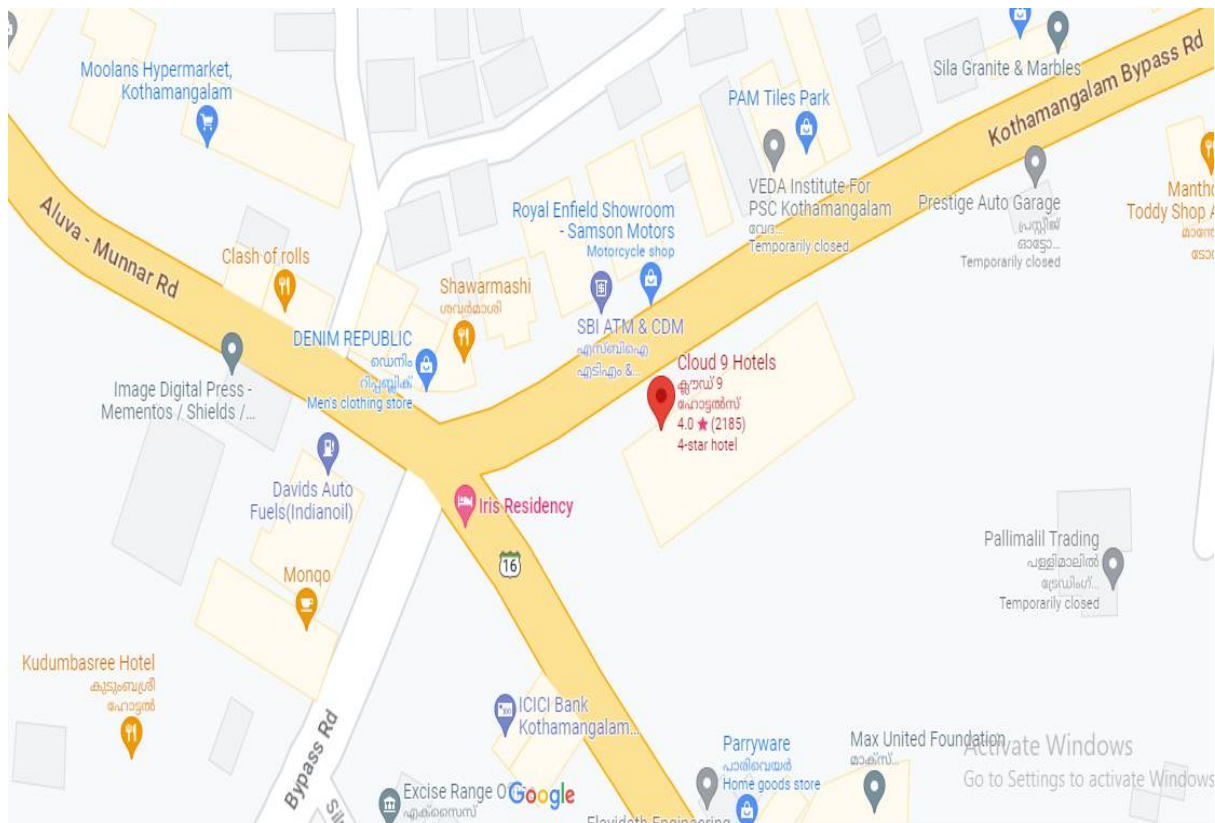 Moolans Hypermarket,
Kothamangalam
Sila Granite & Marbles
PAM Tiles Park
Kothamangalam Bypass Rd
VEDA Institute For
PSC Kothamangalam
വേദ...
Temporarily closed
Prestige Auto Garage
പ്രസ്റ്റീജ്
ഓട്ടോ...
Temporarily closed
Toddy Shop
Aluva - Munnar Rd
Clash of rolls
Royal Enfield Showroom
- Samson Motors
Motorcycle shop
Shawarmashi
ശവർമാശി
SBI ATM & CDM
എസ്ബിഐ
എടിഎം &...
DENIM REPUBLIC
ഡെനിം
റിപ്പബ്ലിക്
Men's clothing store
Image Digital Press -
Mementos / Shields /...
Cloud 9 Hotels
ക്ലൗഡ് 9
ഹോട്ടൽസ്
4.0 ★ (2185)
4-star hotel
Davids Auto
Fuels(Indianoil)
Iris Residency
16
Pallimalil Trading
പള്ളിമാലിൽ
ട്രേഡിംഗ്...
Temporarily closed
Monqo
Kudumbasree Hotel
കുടുംബശ്രീ
ഹോട്ടൽ
Bypass Rd
ICICI Bank
Kothamangalam...
Parryware
പാരിവെയർ
Home goods store
Max United Foundation
മാക്സ്...
Activate Windows
Go to Settings to activate Windows
Excise Range
എക്സൈസ്
Google